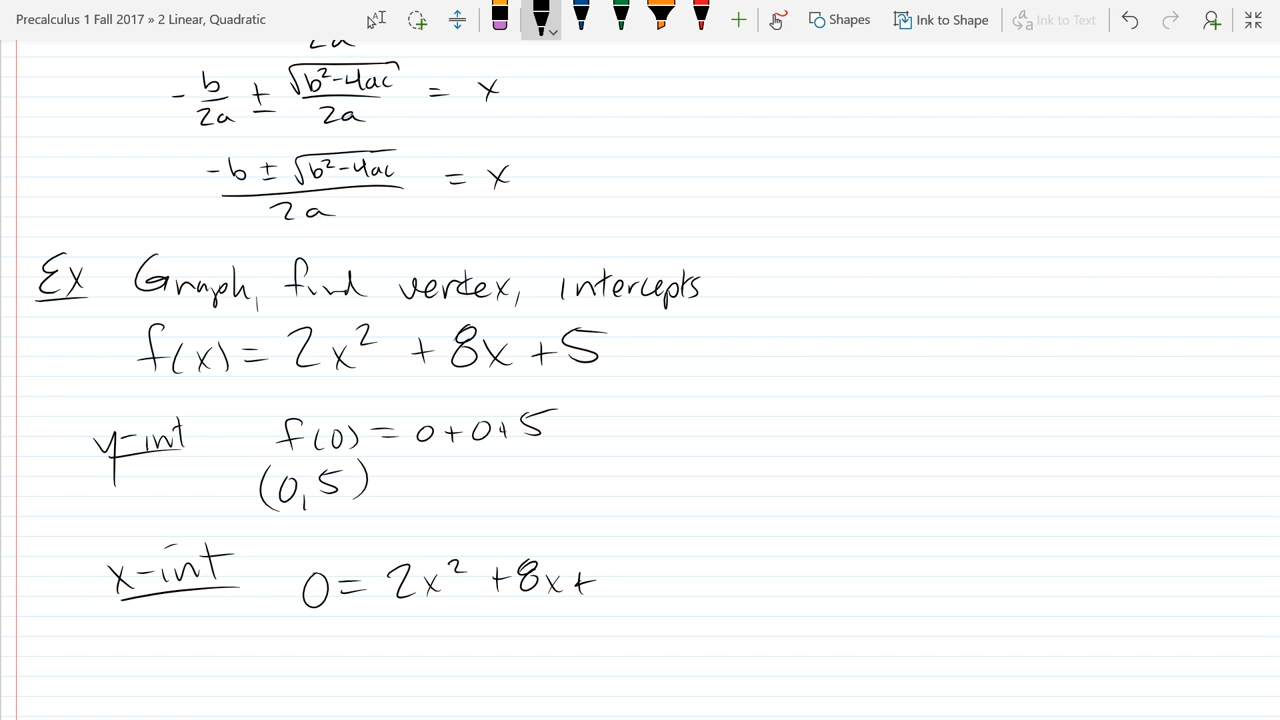 Precalculus 1 Fall 2017 » 2 Linear, Quadratic Shapes Ink to Shape Ink to Text
2a
-b/2a ± √(b²-4ac)/2a = x
(-b ± √(b²-4ac))/2a = x
Ex Graph, find vertex, intercepts
f(x) = 2x² + 8x + 5
y-int f(0) = 0+0+5
(0,5)
x-int 0 = 2x² +8x+